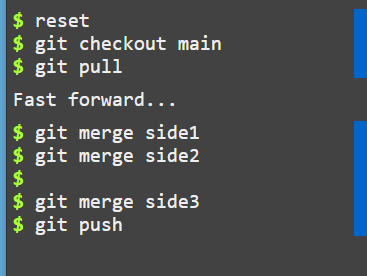 $ reset
$ git checkout main
$ git pull
Fast forward...
$ git merge side1
$ git merge side2
$
$ git merge side3
$ git push